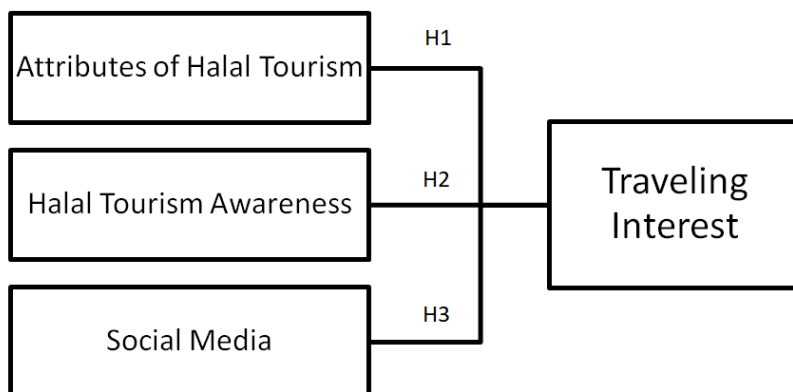 Attributes of Halal Tourism
H1
Halal Tourism Awareness
H2
Social Media
H3
Traveling
Interest